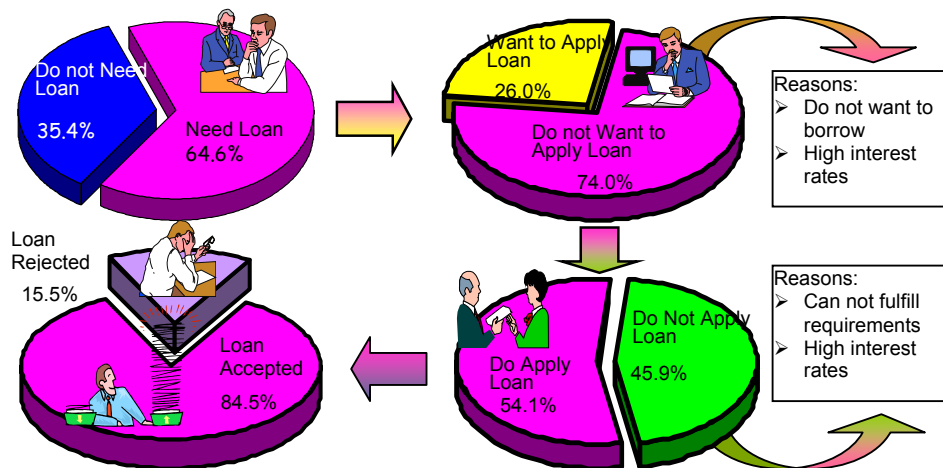 Do not Need
Loan
35.4%
Need Loan
64.6%
Want to Apply
Loan
26.0%
Do not Want to
Apply Loan
74.0%
Reasons:
➢ Do not want to
borrow
➢ High interest
rates
Loan
Rejected
15.5%
Loan
Accepted
84.5%
Do Apply
Loan
54.1%
Do Not Apply
Loan
45.9%
Reasons:
➢ Can not fulfill
requirements
➢ High interest
rates